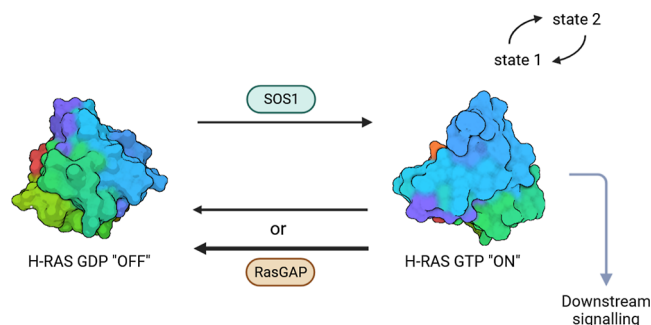 state 2
state 1
SOS1
or
H-RAS GDP "OFF"
RasGAP
H-RAS GTP "ON"
Downstream
signalling